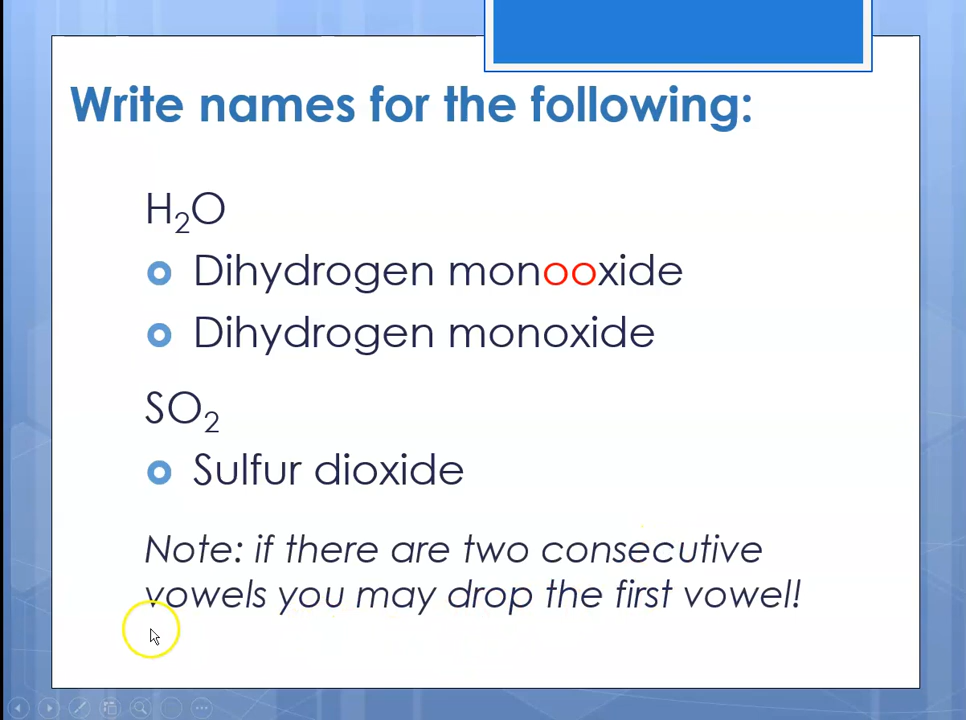 Write names for the following:
H₂O
Dihydrogen monooxide
Dihydrogen monoxide
SO₂
Sulfur dioxide
Note: if there are two consecutive
vowels you may drop the first vowel!